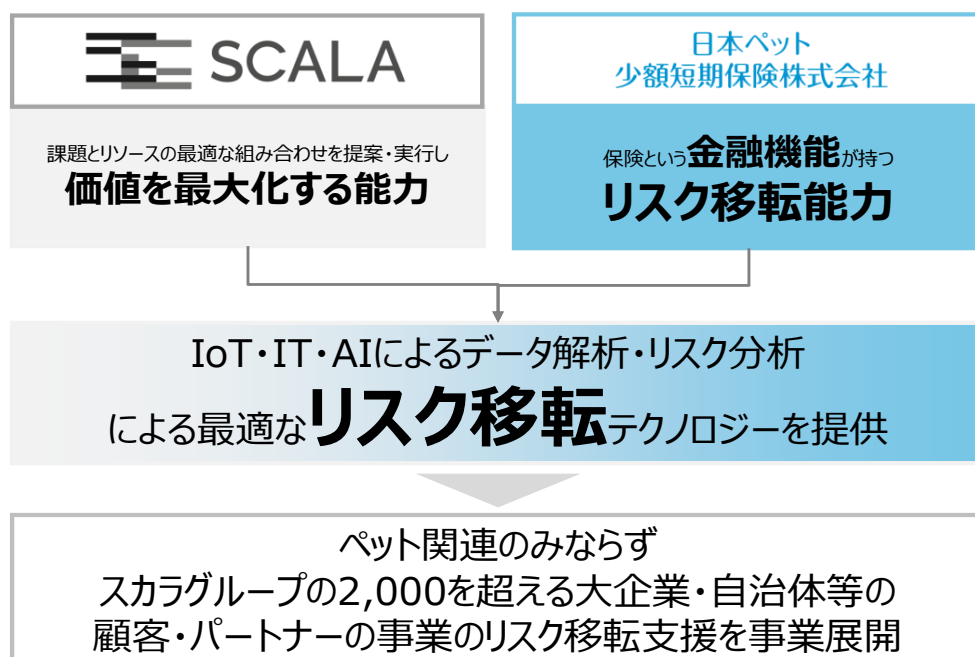 SCALA
課題とリソースの最適な組み合わせを提案・実行し
価値を最大化する能力
日本ペット
少額短期保険株式会社
保険という金融機能が持つ
リスク移転能力
IoT・IT・AIによるデータ解析・リスク分析
による最適なリスク移転テクノロジーを提供
ペット関連のみならず
スカラグループの2,000を超える大企業・自治体等の
顧客・パートナーの事業のリスク移転支援を事業展開